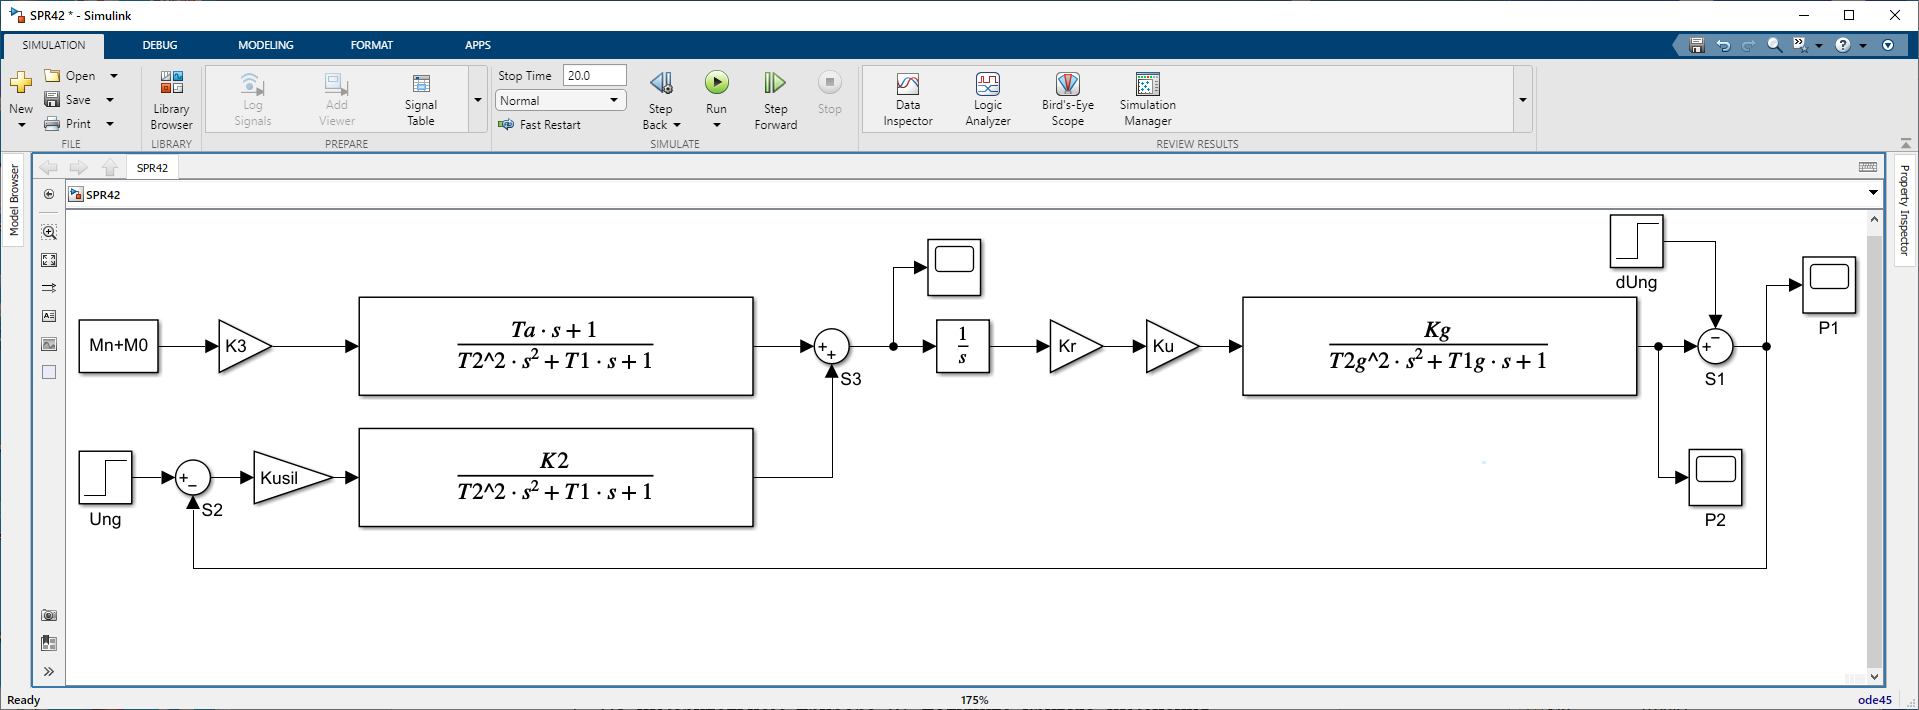 SPR42 * - Simulink
SIMULATION DEBUG MODELING FORMAT APPS
New
Open
Save
Print
FILE
Library
Browser
LIBRARY
Log
Signals
Add
Viewer
Signal
Table
PREPARE
Stop Time 20.0
Normal
Fast Restart
Step
Back
Run
Step
Forward
Stop
SIMULATE
Data
Inspector
Logic
Analyzer
Bird's-Eye
Scope
Simulation
Manager
REVIEW RESULTS
Model Browser
SPR42
SPR42
Property Inspector
dUng
P1
Mn+M0
K3
Ta · s + 1
T2^2 · s² + T1 · s + 1
+
+
S3
1
s
Kr
Ku
Kg
T2g^2 · s² + T1g · s + 1
+
−
S1
Ung
+
−
S2
Kusil
K2
T2^2 · s² + T1 · s + 1
P2
Ready
175%
ode45